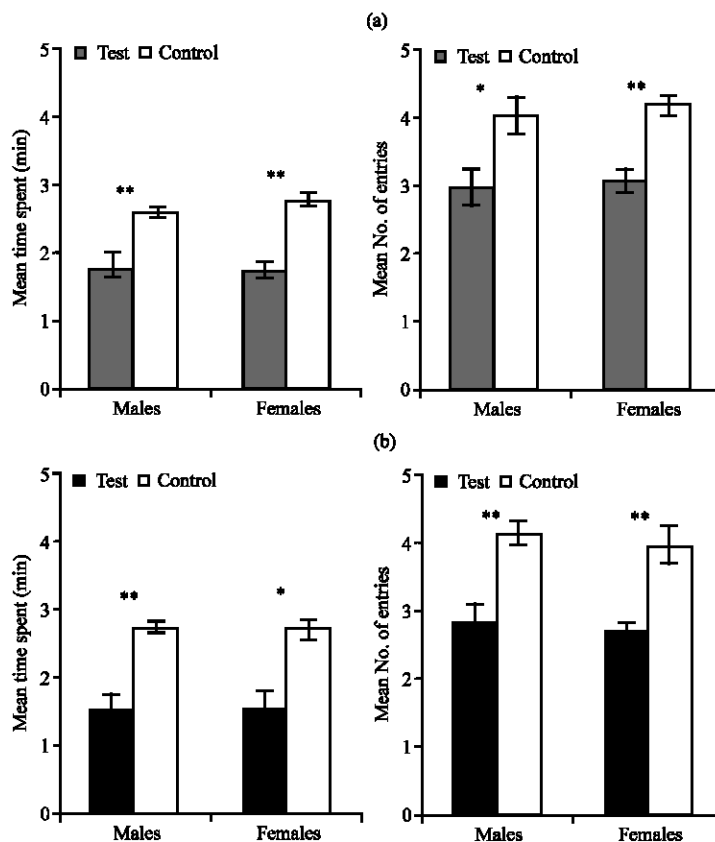 (a)
Test Control
Mean time spent (min)
5
4
3
2
1
0
** **
Males Females
Test Control
Mean No. of entries
5
4
3
2
1
0
* **
Males Females
(b)
Test Control
Mean time spent (min)
5
4
3
2
1
0
** *
Males Females
Test Control
Mean No. of entries
5
4
3
2
1
0
** **
Males Females